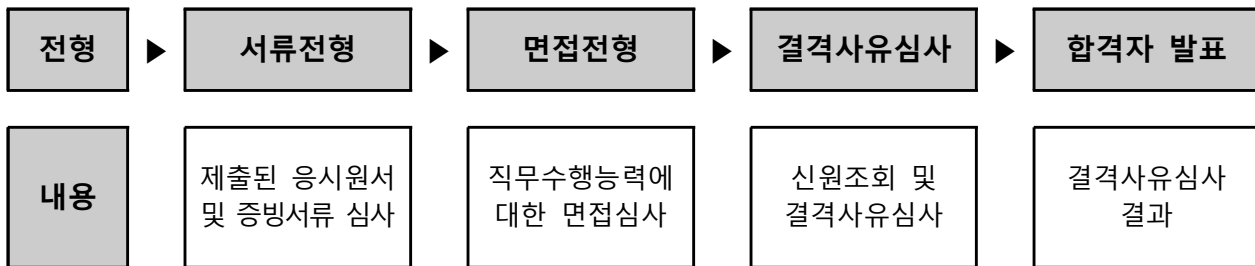 전형 ▶ 서류전형 ▶ 면접전형 ▶ 결격사유심사 ▶ 합격자 발표
내용
제출된 응시원서
및 증빙서류 심사
직무수행능력에
대한 면접심사
신원조회 및
결격사유심사
결격사유심사
결과